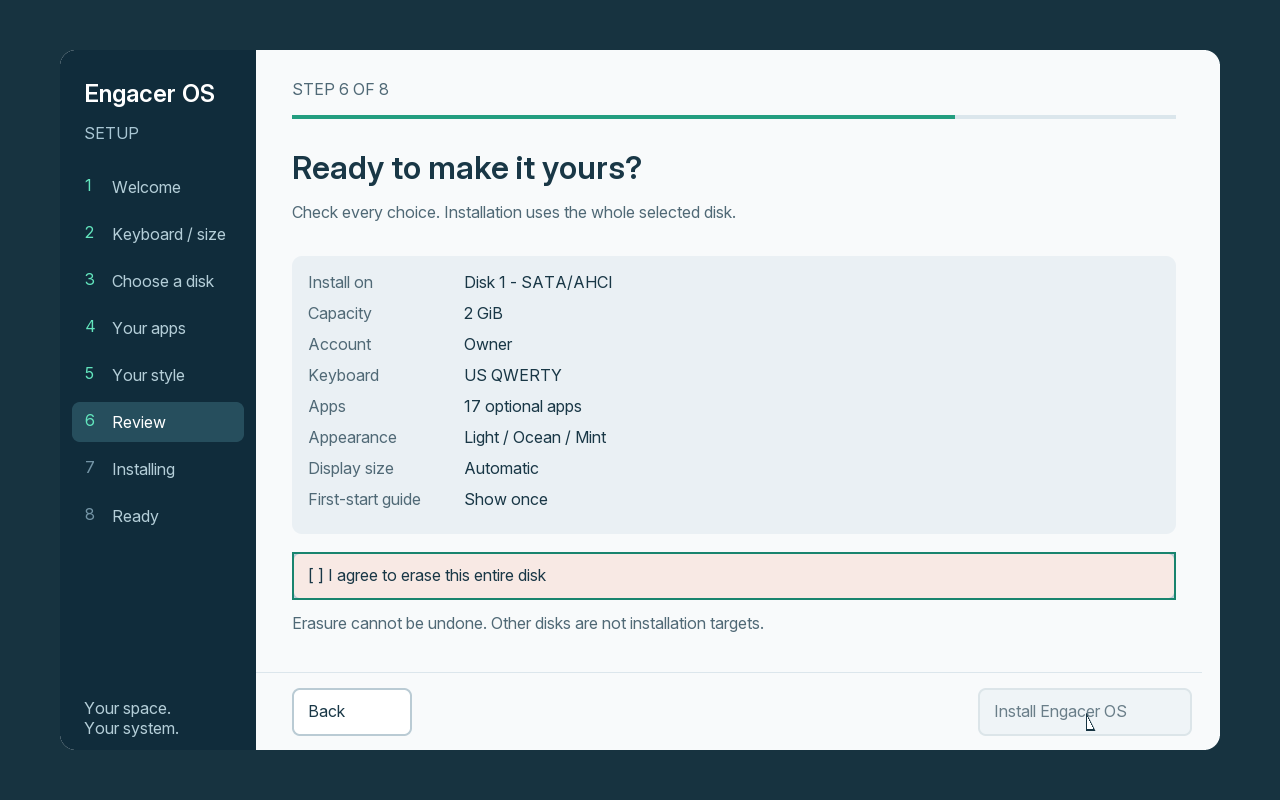 Engacer OS
SETUP
1 Welcome
2 Keyboard / size
3 Choose a disk
4 Your apps
5 Your style
6 Review
7 Installing
8 Ready
Your space.
Your system.
STEP 6 OF 8
Ready to make it yours?
Check every choice. Installation uses the whole selected disk.
Install on Disk 1 - SATA/AHCI
Capacity 2 GiB
Account Owner
Keyboard US QWERTY
Apps 17 optional apps
Appearance Light / Ocean / Mint
Display size Automatic
First-start guide Show once
[ ] I agree to erase this entire disk
Erasure cannot be undone. Other disks are not installation targets.
Back
Install Engacer OS